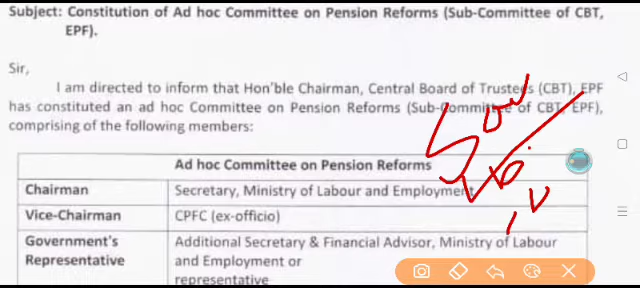 Subject: Constitution of Ad hoc Committee on Pension Reforms (Sub-Committee of CBT,
EPF).
Sir,
I am directed to inform that Hon'ble Chairman, Central Board of Trustees (CBT), EPF
has constituted an ad hoc Committee on Pension Reforms (Sub-Committee of CBT, EPF),
comprising of the following members:
Ad hoc Committee on Pension Reforms
Chairman Secretary, Ministry of Labour and Employment
Vice-Chairman CPFC (ex-officio)
Government's Additional Secretary & Financial Advisor, Ministry of Labour
Representative and Employment or
representative